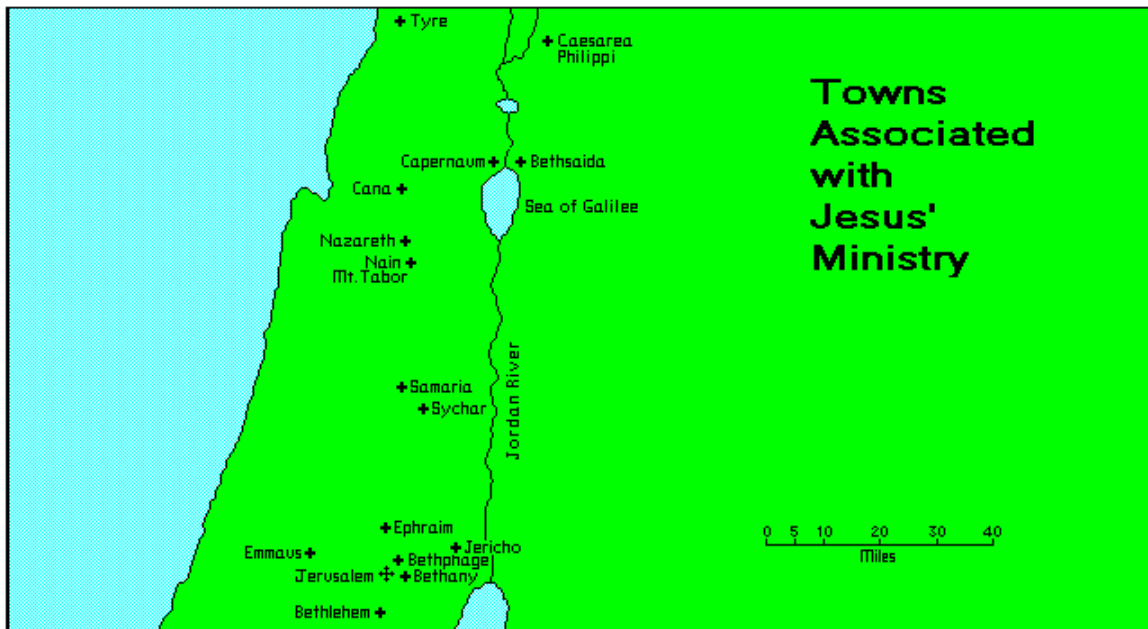 Tyre
Caesarea
Philippi
Towns
Associated
with
Jesus'
Ministry
Capernaum
Bethsaida
Cana
Sea of Galilee
Nazareth
Nain
Mt. Tabor
Jordan River
Samaria
Sychar
Ephraim
Jericho
Emmaus
Bethphage
Jerusalem
Bethany
Bethlehem
0 5 10 20 30 40
Miles